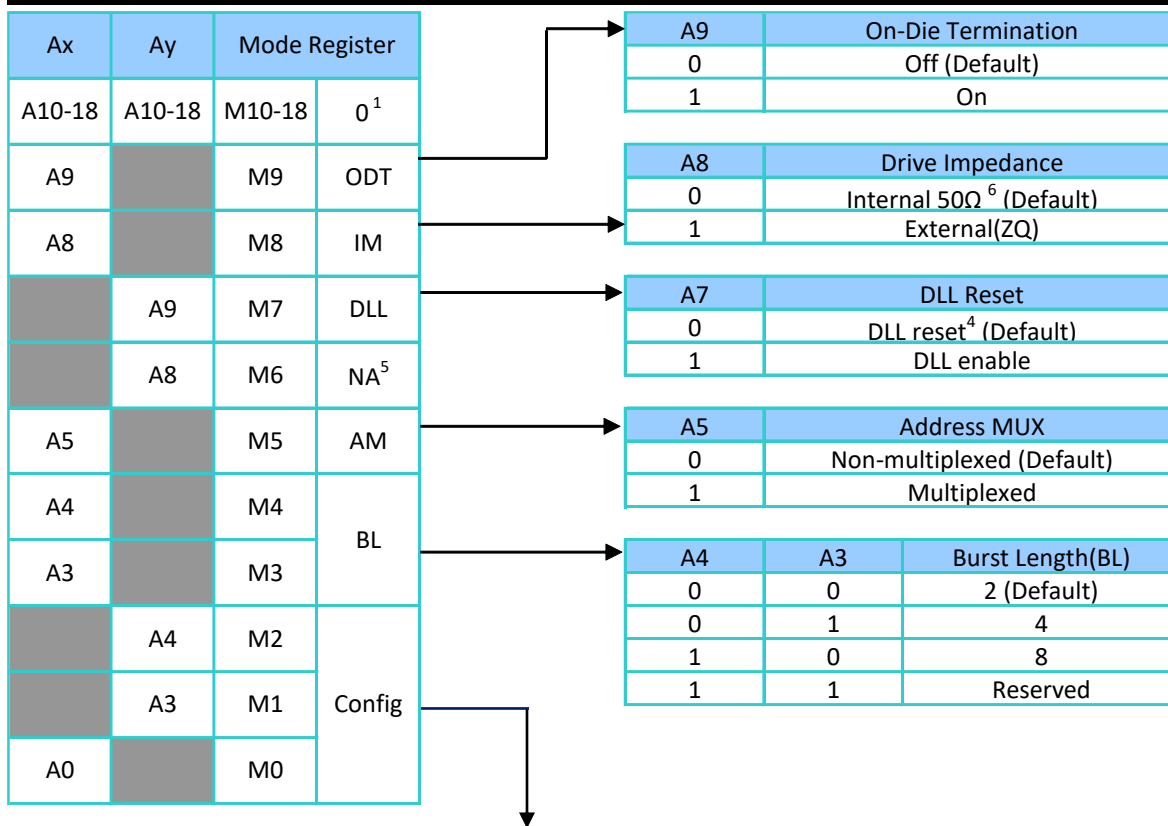 Ax Ay Mode Register
A10-18 A10-18 M10-18 0¹
A9 M9 ODT
A8 M8 IM
A9 M7 DLL
A8 M6 NA⁵
A5 M5 AM
A4 M4
BL
A3 M3
A4 M2
A3 M1 Config
A0 M0
A9 On-Die Termination
0 Off (Default)
1 On
A8 Drive Impedance
0 Internal 50Ω ⁶ (Default)
1 External(ZQ)
A7 DLL Reset
0 DLL reset⁴ (Default)
1 DLL enable
A5 Address MUX
0 Non-multiplexed (Default)
1 Multiplexed
A4 A3 Burst Length(BL)
0 0 2 (Default)
0 1 4
1 0 8
1 1 Reserved